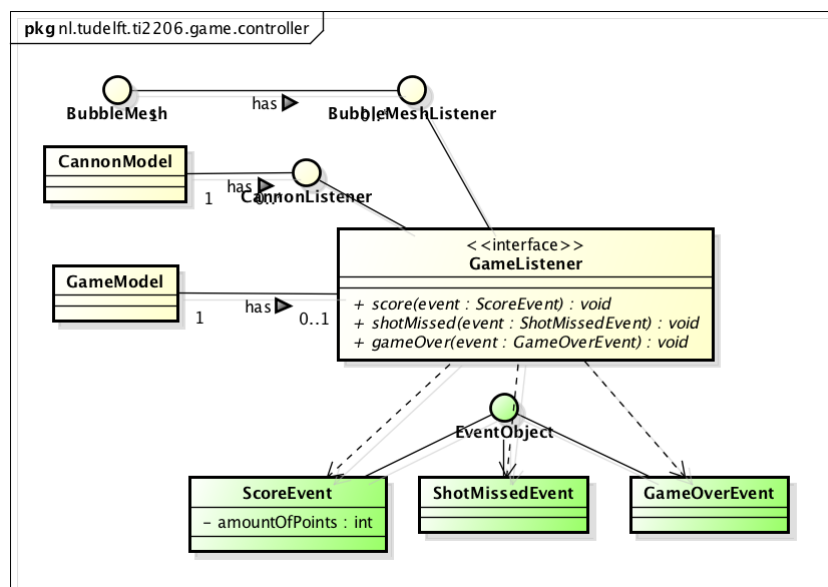 pkg nl.tudelft.ti2206.game.controller
has
BubbleMesh
1
0..*
BubbleMeshListener
CannonModel
has
1
CannonListener
<<interface>>
GameListener
GameModel
has
1
0..1
+ score(event : ScoreEvent) : void
+ shotMissed(event : ShotMissedEvent) : void
+ gameOver(event : GameOverEvent) : void
EventObject
ScoreEvent
- amountOfPoints : int
ShotMissedEvent
GameOverEvent